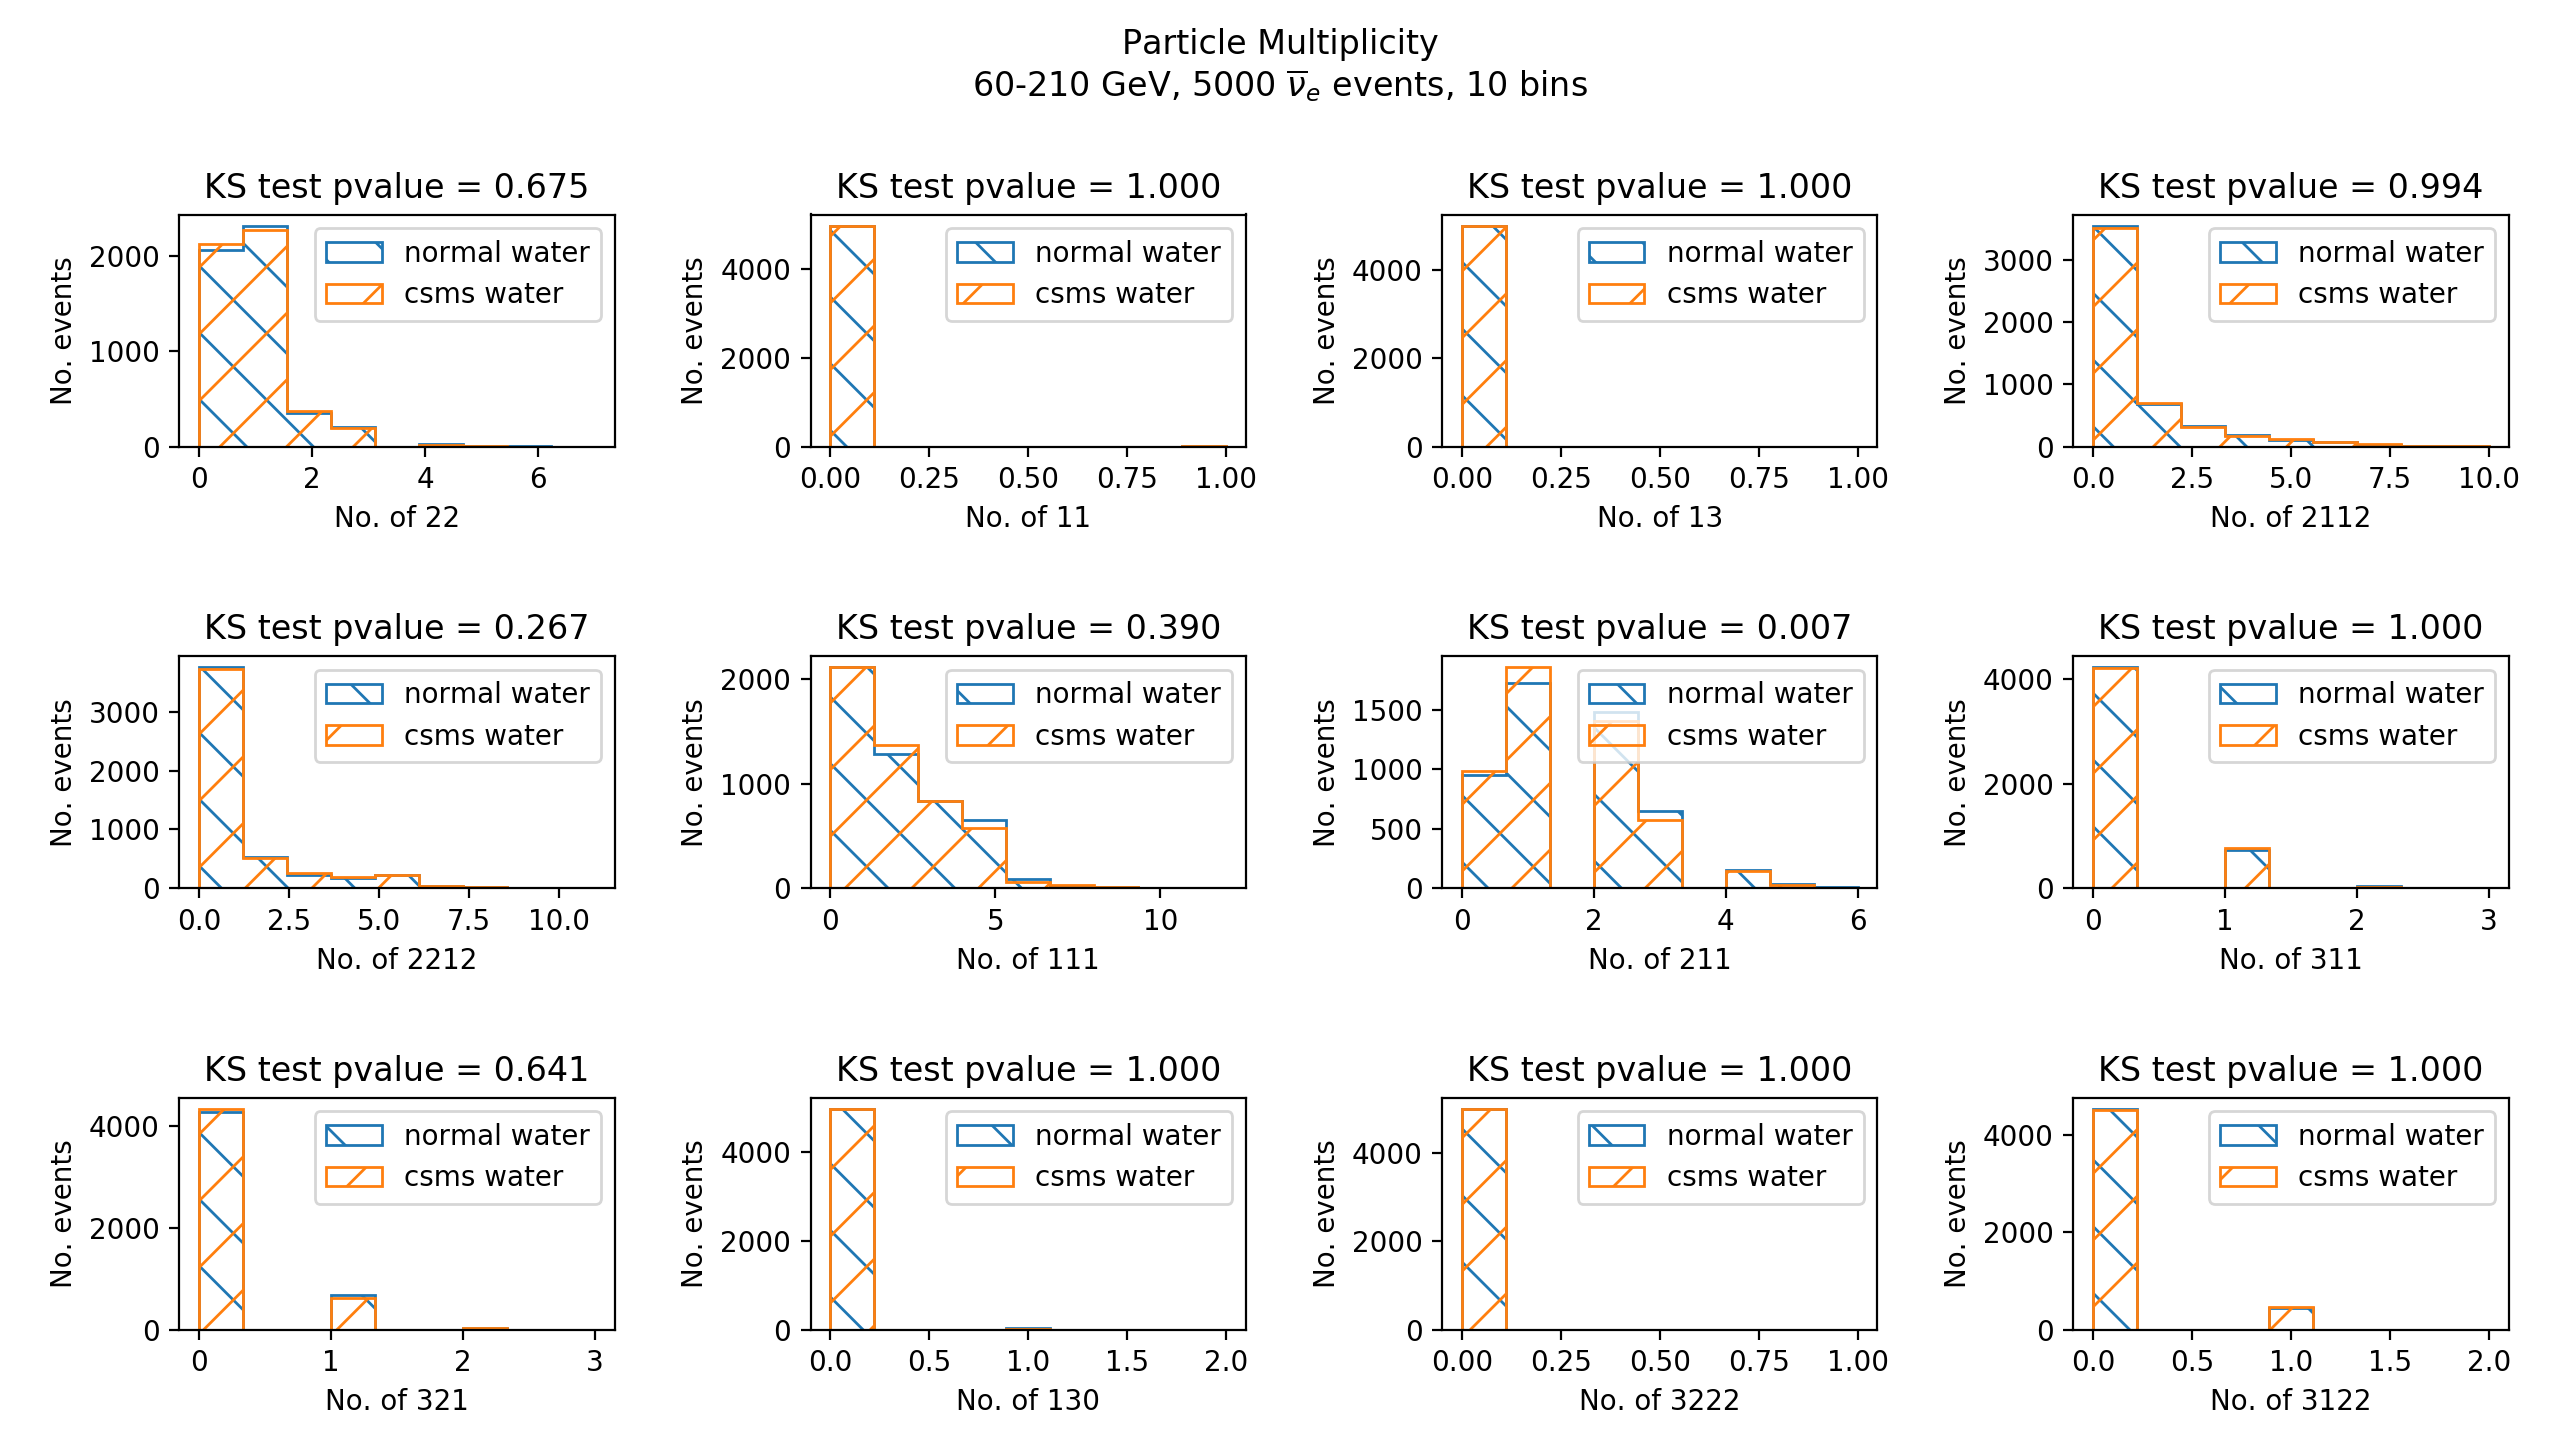 Particle Multiplicity
60-210 GeV, 5000 ν̅ₑ events, 10 bins
KS test pvalue = 0.675
No. events
2000
1000
0
normal water
csms water
0 2 4 6
No. of 22
KS test pvalue = 1.000
No. events
4000
2000
0
normal water
csms water
0.00 0.25 0.50 0.75 1.00
No. of 11
KS test pvalue = 1.000
No. events
4000
2000
0
normal water
csms water
0.00 0.25 0.50 0.75 1.00
No. of 13
KS test pvalue = 0.994
No. events
3000
2000
1000
0
normal water
csms water
0.0 2.5 5.0 7.5 10.0
No. of 2112
KS test pvalue = 0.267
No. events
3000
2000
1000
0
normal water
csms water
0.0 2.5 5.0 7.5 10.0
No. of 2212
KS test pvalue = 0.390
No. events
2000
1000
0
normal water
csms water
0 5 10
No. of 111
KS test pvalue = 0.007
No. events
1500
1000
500
0
normal water
csms water
0 2 4 6
No. of 211
KS test pvalue = 1.000
No. events
4000
2000
0
normal water
csms water
0 1 2 3
No. of 311
KS test pvalue = 0.641
No. events
4000
2000
0
normal water
csms water
0 1 2 3
No. of 321
KS test pvalue = 1.000
No. events
4000
2000
0
normal water
csms water
0.0 0.5 1.0 1.5 2.0
No. of 130
KS test pvalue = 1.000
No. events
4000
2000
0
normal water
csms water
0.00 0.25 0.50 0.75 1.00
No. of 3222
KS test pvalue = 1.000
No. events
4000
2000
0
normal water
csms water
0.0 0.5 1.0 1.5 2.0
No. of 3122